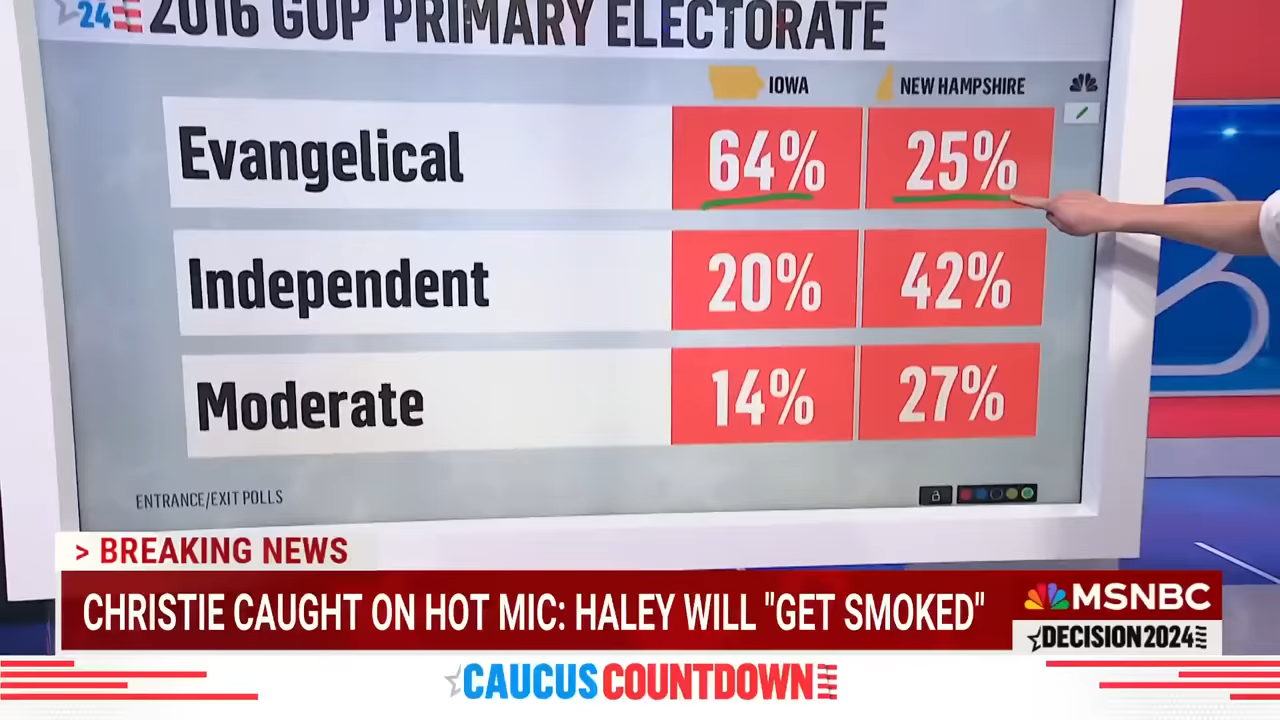 24 2016 GOP PRIMARY ELECTORATE
IOWA NEW HAMPSHIRE
Evangelical 64% 25%
Independent 20% 42%
Moderate 14% 27%
ENTRANCE/EXIT POLLS
> BREAKING NEWS
CHRISTIE CAUGHT ON HOT MIC: HALEY WILL "GET SMOKED"
MSNBC
DECISION 2024
CAUCUS COUNTDOWN